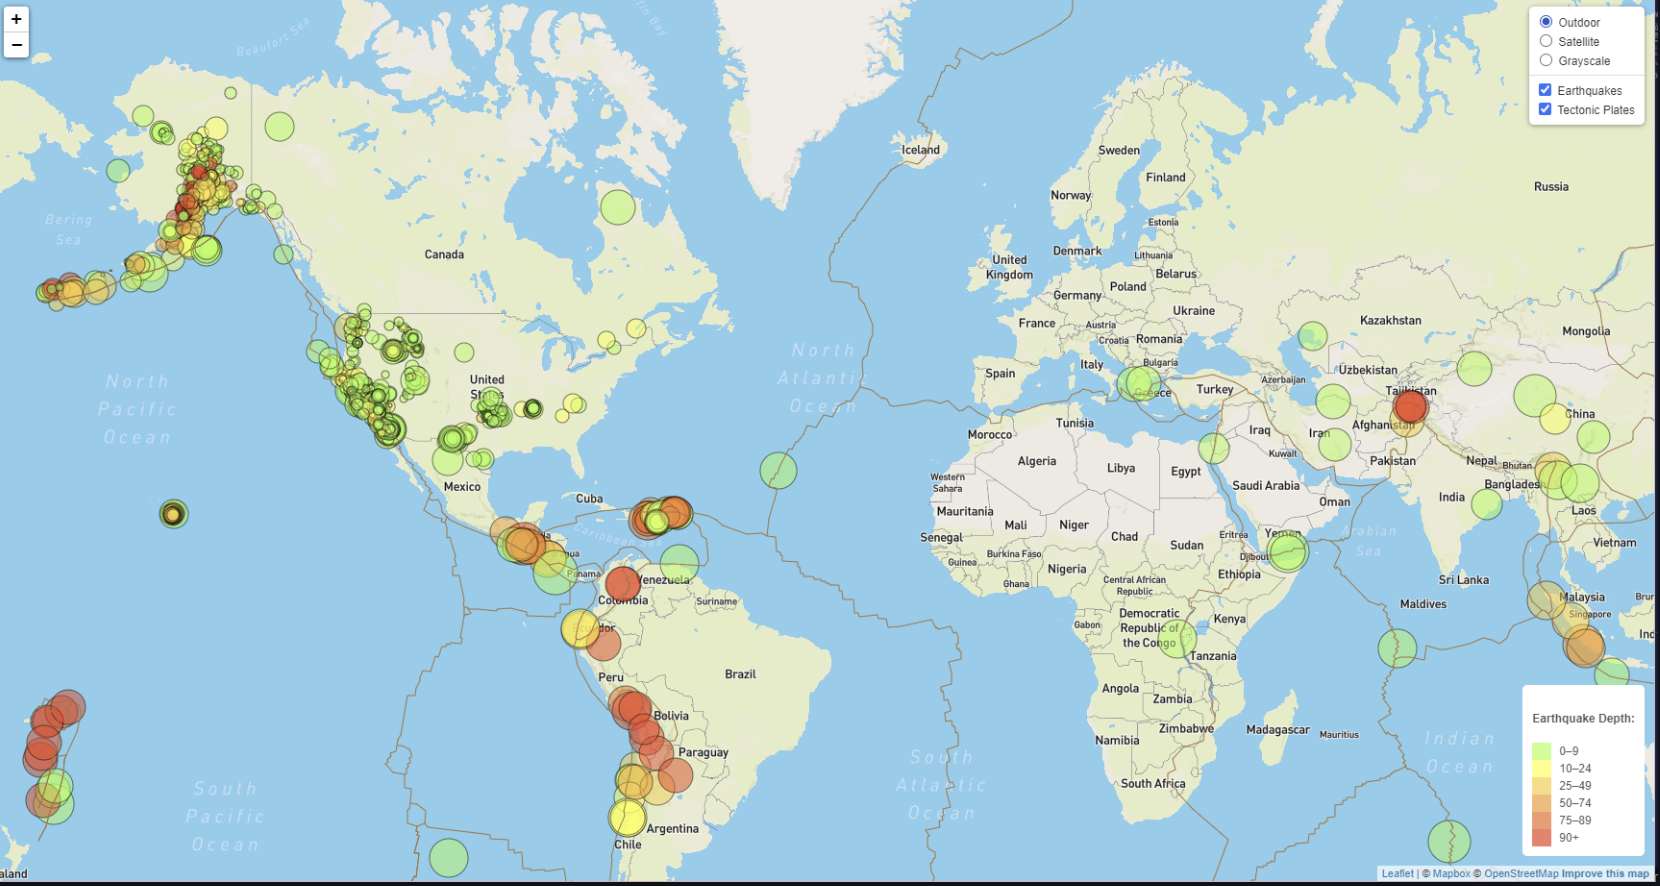 +
−
Outdoor
Satellite
Grayscale
Earthquakes
Tectonic Plates
Beaufort Sea
Iceland
Sweden
Finland
Russia
Norway
Bering
Sea
Estonia
Canada
Denmark
Lithuania
United
Kingdom
Belarus
Poland
Germany
Ukraine
France
Austria
Kazakhstan
Croatia
Romania
Mongolia
North
Atlantic
Ocean
Italy
Bulgaria
Spain
Üzbekistan
North
Pacific
Ocean
United
Azerbaijan
Turkey
Greece
Tajikistan
China
Morocco
Tunisia
Iraq
Iran
Afghanistan
Kuwait
Algeria
Libya
Egypt
Pakistan
Nepal
Bhutan
Mexico
Western
Sahara
Saudi Arabia
Bangladesh
India
Cuba
Oman
Mauritania
Laos
Mali
Niger
Chad
Senegal
Sudan
Eritrea
Yemen
Arabian
Sea
Vietnam
Caribbean Sea
Burkina Faso
Guinea
Djibouti
Nigeria
Ethiopia
Panama
Venezuela
Ghana
Central African
Republic
Sri Lanka
Colombia
Suriname
Maldives
Malaysia
Singapore
Democratic
Republic of
the Congo
Gabon
Kenya
Ecuador
Tanzania
Peru
Brazil
Angola
Zambia
Bolivia
Zimbabwe
Madagascar
Mauritius
Namibia
Paraguay
Indian
Ocean
South
Atlantic
Ocean
South Africa
South
Pacific
Ocean
Argentina
Chile
aland
Earthquake Depth:
0–9
10–24
25–49
50–74
75–89
90+
Leaflet | © Mapbox © OpenStreetMap Improve this map